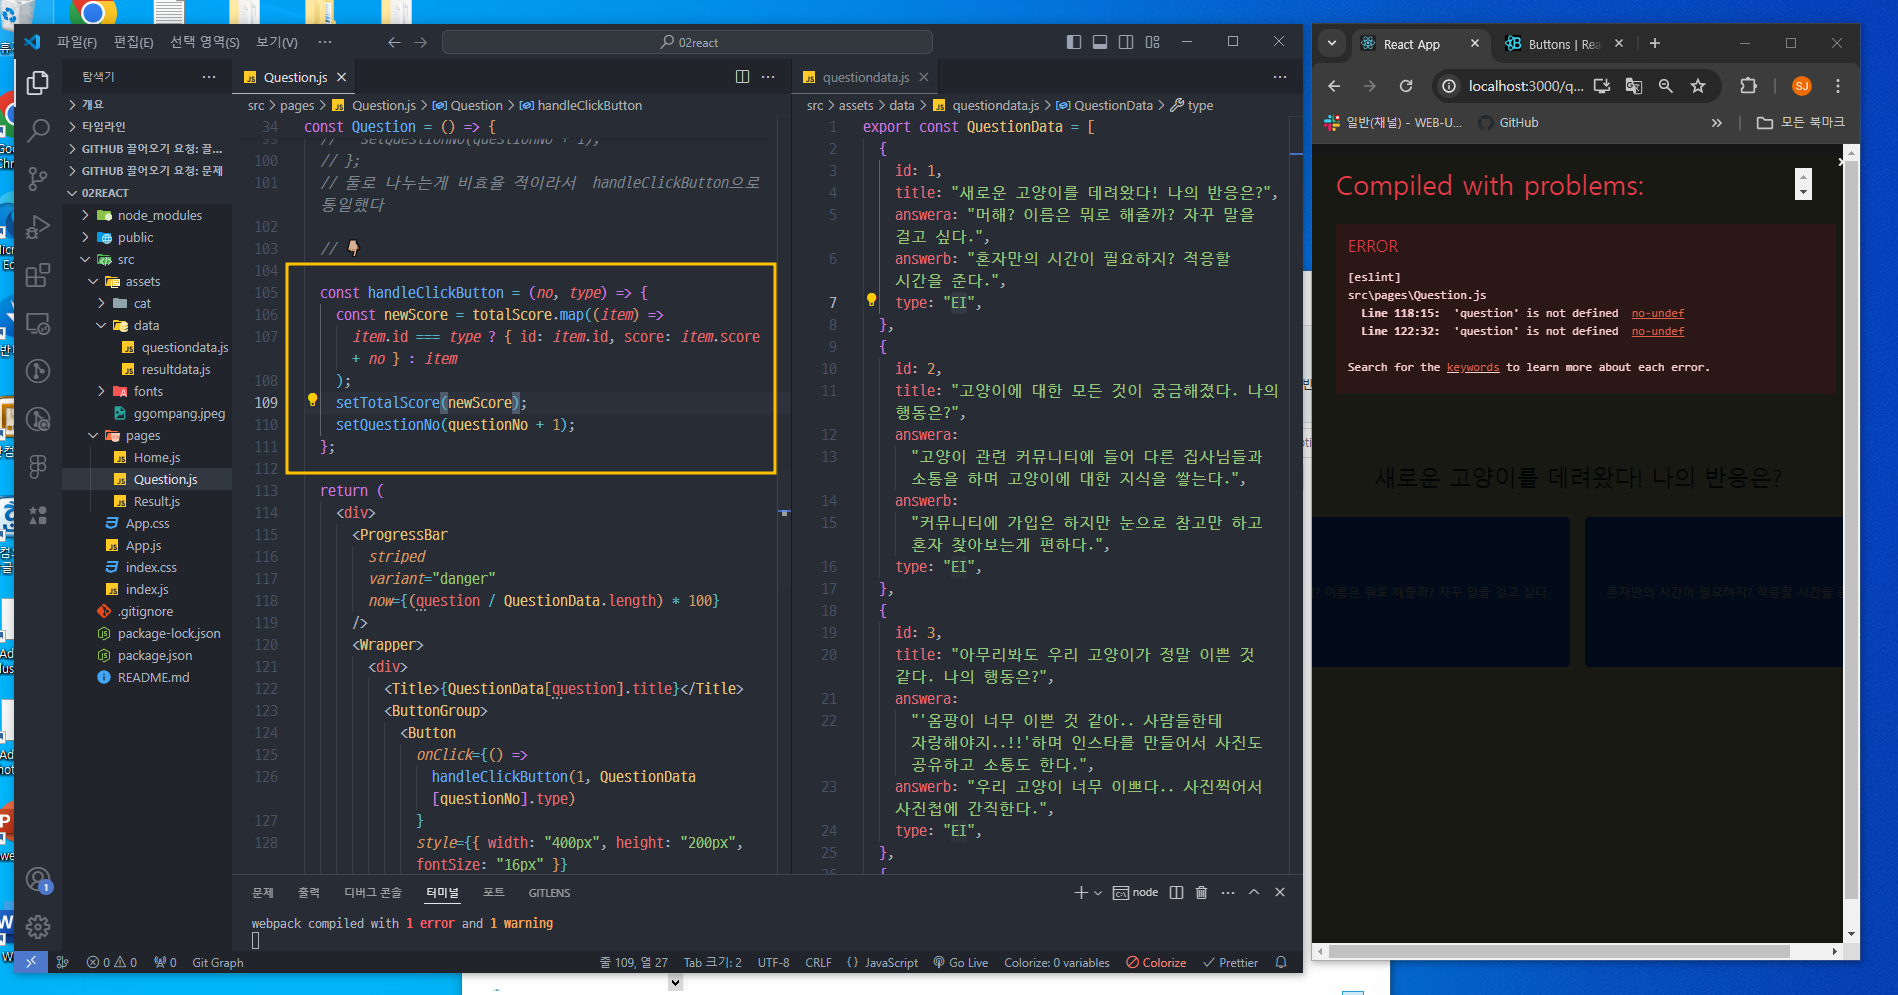 파일(F) 편집(E) 선택 영역(S) 보기(V) ···
02react
탐색기
개요
타임라인
GITHUB 끌어오기 요청: 끌...
GITHUB 끌어오기 요청: 문제
02REACT
node_modules
public
src
assets
cat
data
questiondata.js
resultdata.js
fonts
ggompang.jpeg
pages
Home.js
Question.js
Result.js
App.css
App.js
index.css
index.js
.gitignore
package-lock.json
package.json
README.md
Question.js
src > pages > Question.js > Question > handleClickButton
34 const Question = () => {
99 // setQuestionNo(questionNo + 1);
100 // };
101 // 둘로 나누는게 비효율 적이라서 handleClickButton으로
통일했다
102
103 // 👇
104
105 const handleClickButton = (no, type) => {
106 const newScore = totalScore.map((item) =>
107 item.id === type ? { id: item.id, score: item.score
+ no } : item
108 );
109 setTotalScore(newScore);
110 setQuestionNo(questionNo + 1);
111 };
112
113 return (
114 <div>
115 <ProgressBar
116 striped
117 variant="danger"
118 now={(question / QuestionData.length) * 100}
119 />
120 <Wrapper>
121 <div>
122 <Title>{QuestionData[question].title}</Title>
123 <ButtonGroup>
124 <Button
125 onClick={() =>
126 handleClickButton(1, QuestionData
[questionNo].type)
127 }
128 style={{ width: "400px", height: "200px",
fontSize: "16px" }}
questiondata.js
src > assets > data > questiondata.js > QuestionData > type
1 export const QuestionData = [
2 {
3 id: 1,
4 title: "새로운 고양이를 데려왔다! 나의 반응은?",
5 answera: "머해? 이름은 뭐로 해줄까? 자꾸 말을
걸고 싶다.",
6 answerb: "혼자만의 시간이 필요하지? 적응할
시간을 준다.",
7 type: "EI",
8 },
9 {
10 id: 2,
11 title: "고양이에 대한 모든 것이 궁금해졌다. 나의
행동은?",
12 answera:
13 "고양이 관련 커뮤니티에 들어 다른 집사님들과
소통을 하며 고양이에 대한 지식을 쌓는다.",
14 answerb:
15 "커뮤니티에 가입은 하지만 눈으로 참고만 하고
혼자 찾아보는게 편하다.",
16 type: "EI",
17 },
18 {
19 id: 3,
20 title: "아무리봐도 우리 고양이가 정말 이쁜 것
같다. 나의 행동은?",
21 answera:
22 "'옴팡이 너무 이쁜 것 같아.. 사람들한테
자랑해야지..!!'하며 인스타를 만들어서 사진도
공유하고 소통도 한다.",
23 answerb: "우리 고양이 너무 이쁘다.. 사진찍어서
사진첩에 간직한다.",
24 type: "EI",
25 },
26 {
문제 출력 디버그 콘솔 터미널 포트 GITLENS
node
webpack compiled with 1 error and 1 warning
1
0 0 0 Git Graph
줄 109, 열 27 Tab 크기: 2 UTF-8 CRLF {} JavaScript Go Live Colorize: 0 variables Colorize Prettier
React App
Buttons | Rea
localhost:3000/q...
SJ
일반(채널) - WEB-U...
GitHub
모든 북마크
Compiled with problems:
ERROR
[eslint]
src\pages\Question.js
Line 118:15: 'question' is not defined no-undef
Line 122:32: 'question' is not defined no-undef
Search for the keywords to learn more about each error.
새로운 고양이를 데려왔다! 나의 반응은?
? 이름은 뭐로 해줄까? 자꾸 말을 걸고 싶다.
혼자만의 시간이 필요하지? 적응할 시간을